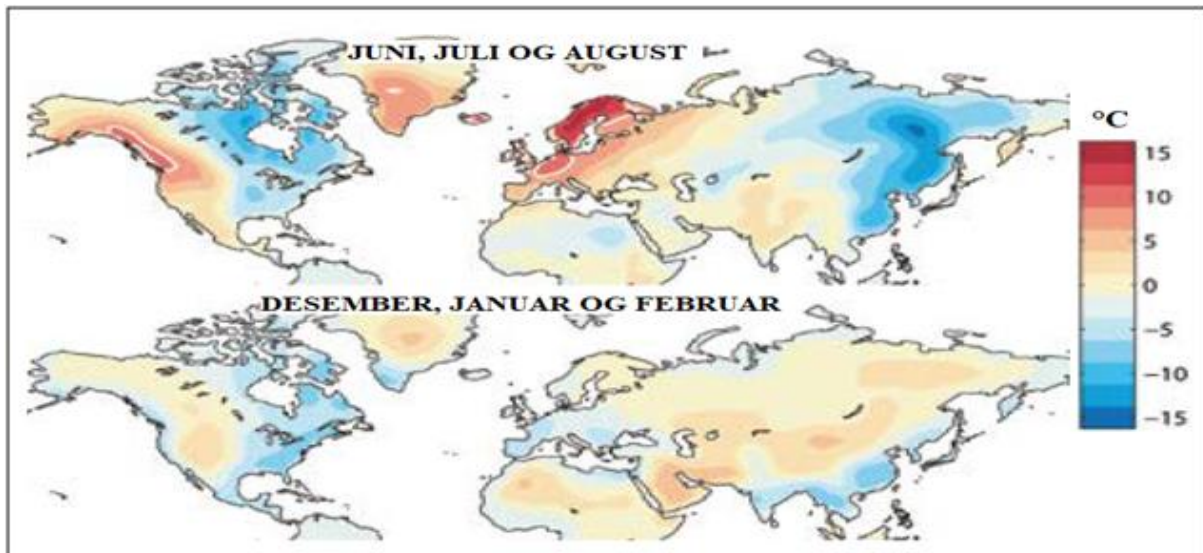 JUNI, JULI OG AUGUST
°C
15
10
5
0
−5
−10
−15
DESEMBER, JANUAR OG FEBRUAR